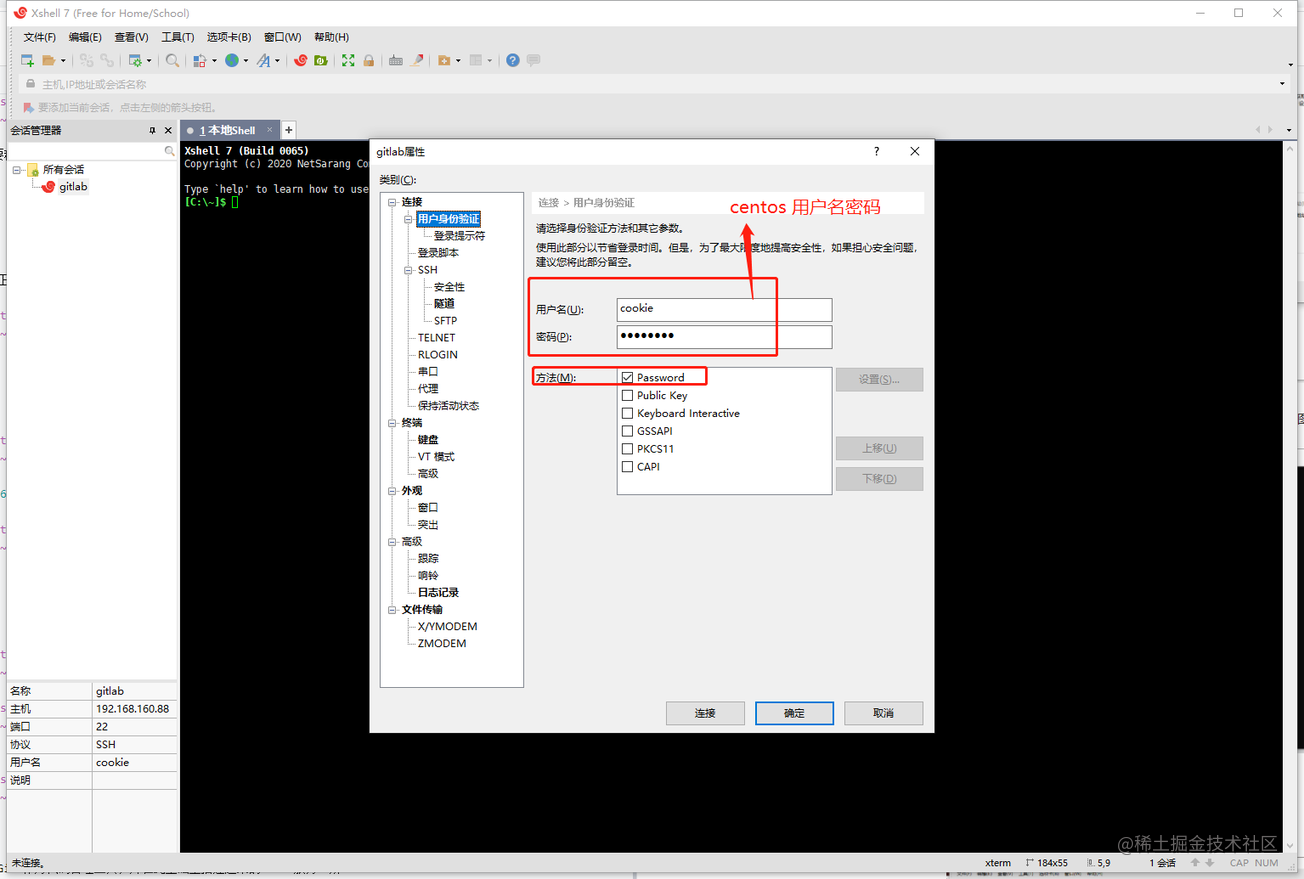 Xshell 7 (Free for Home/School)
文件(F) 编辑(E) 查看(V) 工具(T) 选项卡(B) 窗口(W) 帮助(H)
主机,IP地址或会话名称
要添加当前会话，点击左侧的箭头按钮。
会话管理器
1 本地Shell
所有会话
gitlab
Xshell 7 (Build 0065)
Copyright (c) 2020 NetSarang Co
Type `help' to learn how to use
[C:\~]$
gitlab属性
类别(C):
连接
用户身份验证
登录提示符
登录脚本
SSH
安全性
隧道
SFTP
TELNET
RLOGIN
串口
代理
保持活动状态
终端
键盘
VT 模式
高级
外观
窗口
突出
高级
跟踪
响铃
日志记录
文件传输
X/YMODEM
ZMODEM
连接 > 用户身份验证
centos 用户名密码
请选择身份验证方法和其它参数。
使用此部分以节省登录时间。但是，为了最大限度地提高安全性，如果担心安全问题，
建议您将此部分留空。
用户名(U): cookie
密码(P): ●●●●●●●●
方法(M): Password
Public Key
Keyboard Interactive
GSSAPI
PKCS11
CAPI
设置(S)...
上移(U)
下移(D)
连接 确定 取消
名称 gitlab
主机 192.168.160.88
端口 22
协议 SSH
用户名 cookie
说明
@稀土掘金技术社区
未连接。 xterm 184x55 5,9 1 会话 CAP NUM